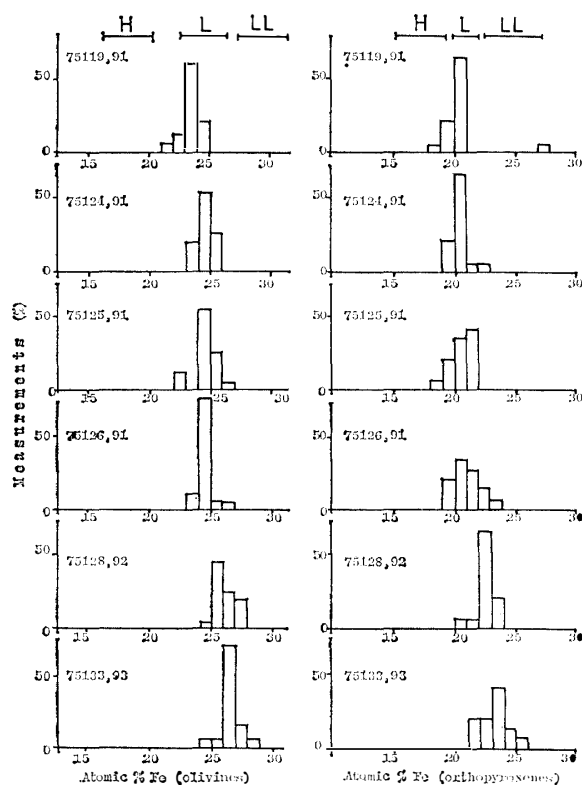 H L LL H L LL
75119,91 75119,91
50 50
0 0
15 20 25 30 15 20 25 30
75124,91 75124,91
50 50
0 0
15 20 25 30 15 20 25 30
75125,91 75125,91
50 50
0 0
15 20 25 30 15 20 25 30
75126,91 75126,91
50 50
0 0
15 20 25 30 15 20 25 30
75128,92 75128,92
50 50
0 0
15 20 25 30 15 20 25 30
75133,93 75133,93
50 50
0 0
15 20 25 30 15 20 25 30
Atomic % Fe (olivines) Atomic % Fe (orthopyroxenes)
Measurements (%)